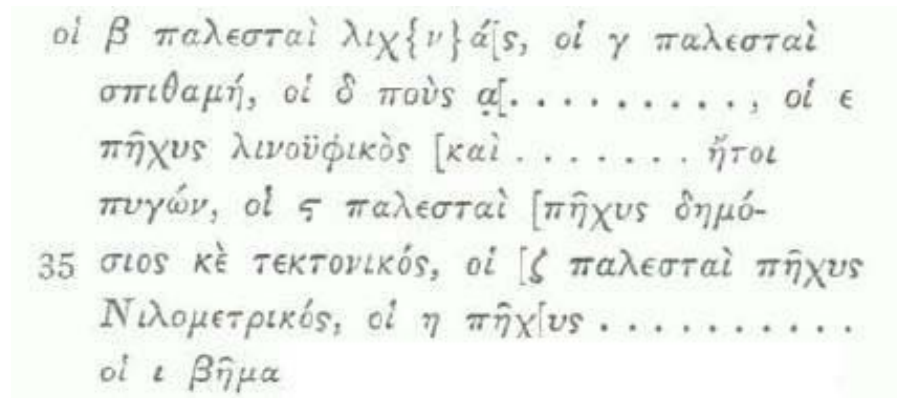 οἱ β παλεσταὶ λιχ{ν}ά[ς, οἱ γ παλεσταὶ
σπιθαμή, οἱ δ ποὺς α̣[. . . . . . . . . . ., οἱ ε
πῆχυς λινοϋφικὸς [καὶ . . . . . . . ἤτοι
πυγών, οἱ ϛ παλεσταὶ [πῆχυς δημό-
35 σιος κὲ τεκτονικός, οἱ [ζ παλεσταὶ πῆχυς
Νιλομετρικός, οἱ η πῆχ[υς . . . . . . . . . . .
οἱ ι βῆμα